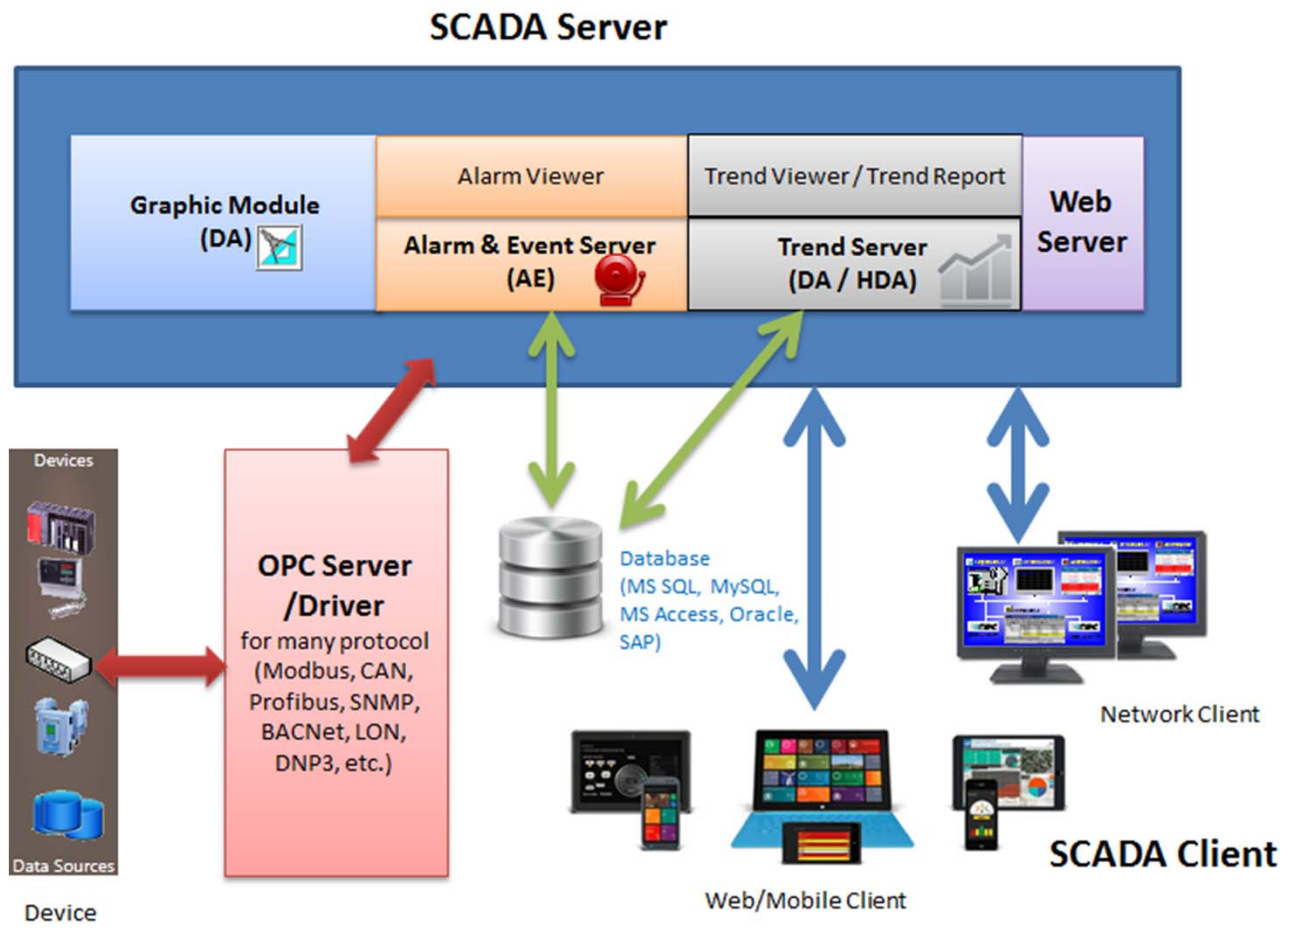 SCADA Server
Graphic Module
(DA)
Alarm Viewer
Alarm & Event Server
(AE)
Trend Viewer / Trend Report
Trend Server
(DA / HDA)
Web
Server
Devices
Data Sources
Device
OPC Server
/Driver
for many protocol
(Modbus, CAN,
Profibus, SNMP,
BACNet, LON,
DNP3, etc.)
Database
(MS SQL, MySQL,
MS Access, Oracle,
SAP)
Network Client
SCADA Client
Web/Mobile Client